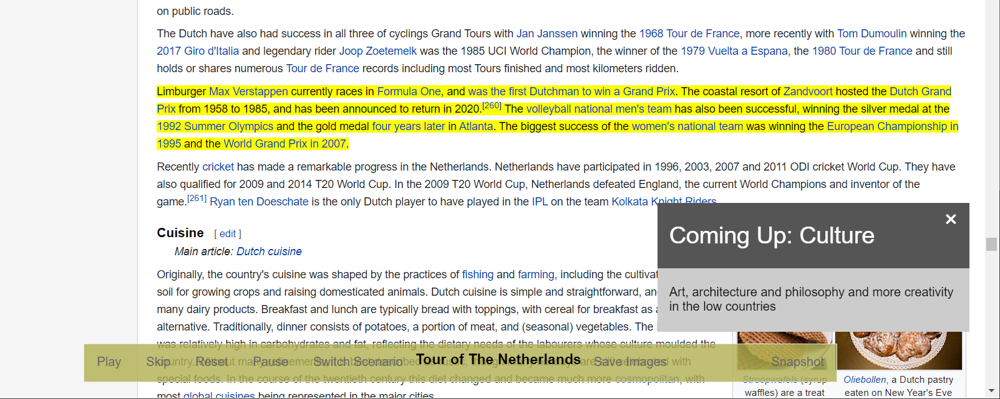 on public roads.
The Dutch have also had success in all three of cyclings Grand Tours with Jan Janssen winning the 1968 Tour de France, more recently with Tom Dumoulin winning the
2017 Giro d'Italia and legendary rider Joop Zoetemelk was the 1985 UCI World Champion, the winner of the 1979 Vuelta a Espana, the 1980 Tour de France and still
holds or shares numerous Tour de France records including most Tours finished and most kilometers ridden.
Limburger Max Verstappen currently races in Formula One, and was the first Dutchman to win a Grand Prix. The coastal resort of Zandvoort hosted the Dutch Grand
Prix from 1958 to 1985, and has been announced to return in 2020.[260] The volleyball national men's team has also been successful, winning the silver medal at the
1992 Summer Olympics and the gold medal four years later in Atlanta. The biggest success of the women's national team was winning the European Championship in
1995 and the World Grand Prix in 2007.
Recently cricket has made a remarkable progress in the Netherlands. Netherlands have participated in 1996, 2003, 2007 and 2011 ODI cricket World Cup. They have
also qualified for 2009 and 2014 T20 World Cup. In the 2009 T20 World Cup, Netherlands defeated England, the current World Champions and inventor of the
game.[261] Ryan ten Doeschate is the only Dutch player to have played in the IPL on the team Kolkata Knight Riders.
Cuisine [ edit ]
Main article: Dutch cuisine
Originally, the country's cuisine was shaped by the practices of fishing and farming, including the
soil for growing crops and raising domesticated animals. Dutch cuisine is simple and straightforward,
many dairy products. Breakfast and lunch are typically bread with toppings, with cereal for breakfast as
alternative. Traditionally, dinner consists of potatoes, a portion of meat, and (seasonal) vegetables. The
was relatively high in carbohydrates and fat, reflecting the dietary needs of the labourers whose culture moulded the
special foods. In the course of the twentieth century this diet changed and became much more cosmopolitan, with
most global cuisines being represented in the major cities.
Coming Up: Culture
×
Art, architecture and philosophy and more creativity
in the low countries
Play Skip Reset Pause Switch Scenario Tour of The Netherlands Save Images Snapshot
Stroopwafels (syrup
waffles) are a treat
Oliebollen, a Dutch pastry
eaten on New Year's Eve